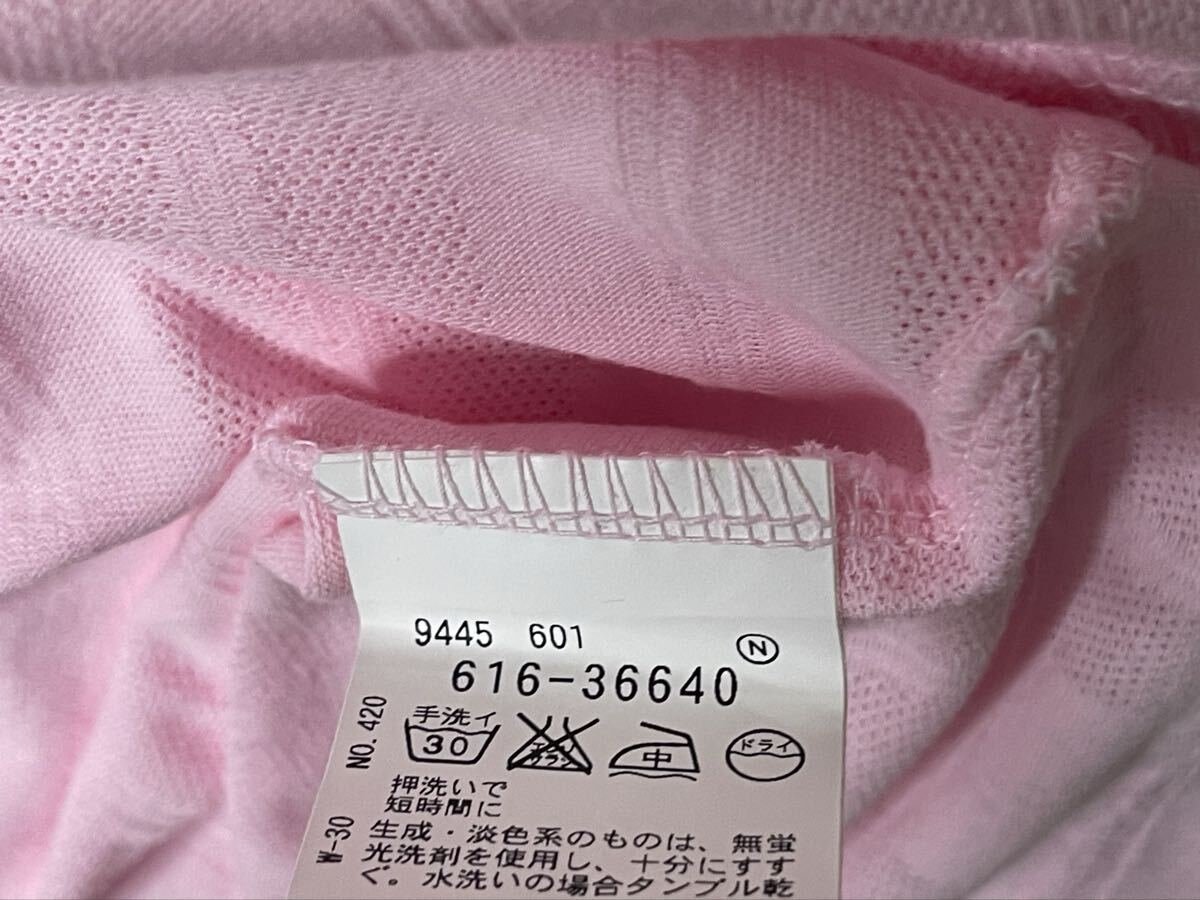 9445 601
Ⓝ
616-36640
NO. 420
手洗イ
30
中
ドライ
押洗いで
短時間に
W-30
生成・淡色系のものは、無蛍
光洗剤を使用し、十分にすす
ぐ。水洗いの場合タンブル乾